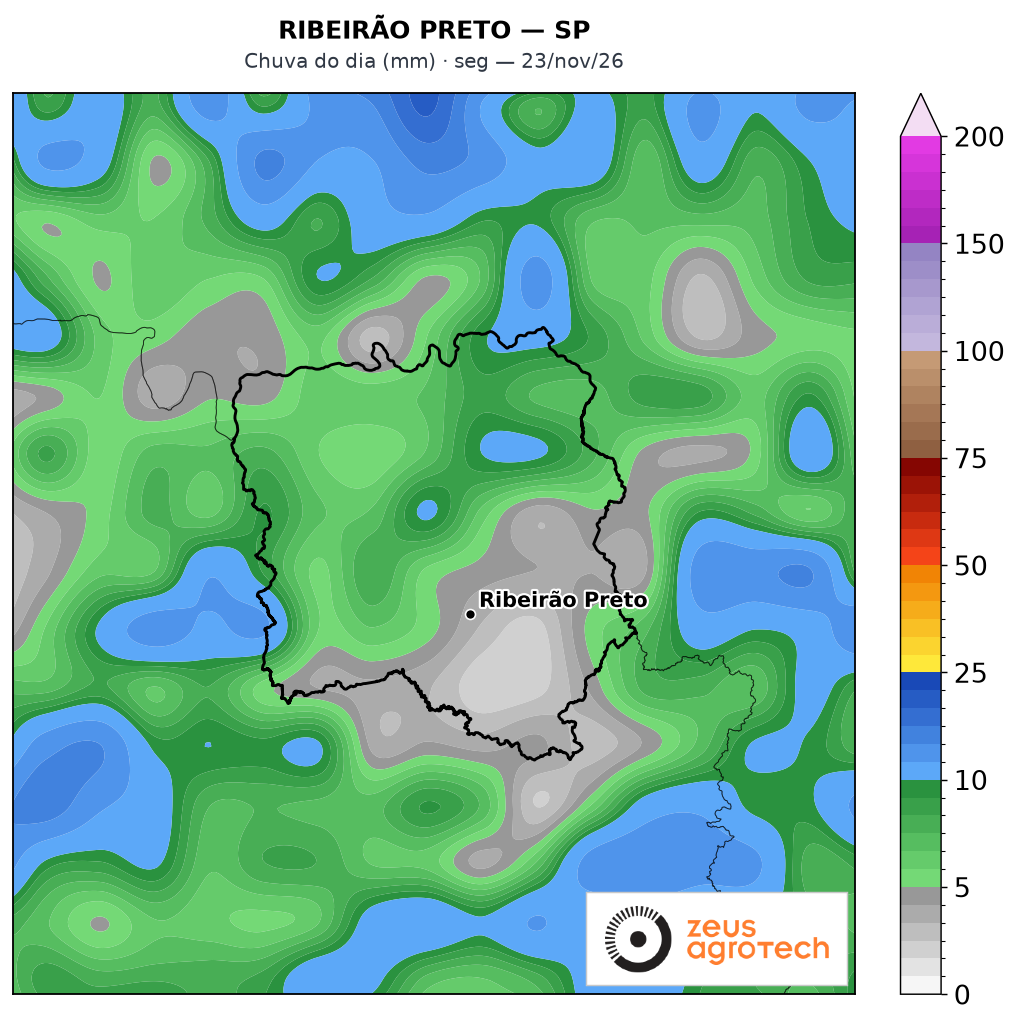 RIBEIRÃO PRETO — SP
Chuva do dia (mm) · seg — 23/nov/26
200
150
100
75
50
25
10
5
0
Ribeirão Preto
zeus
agrotech